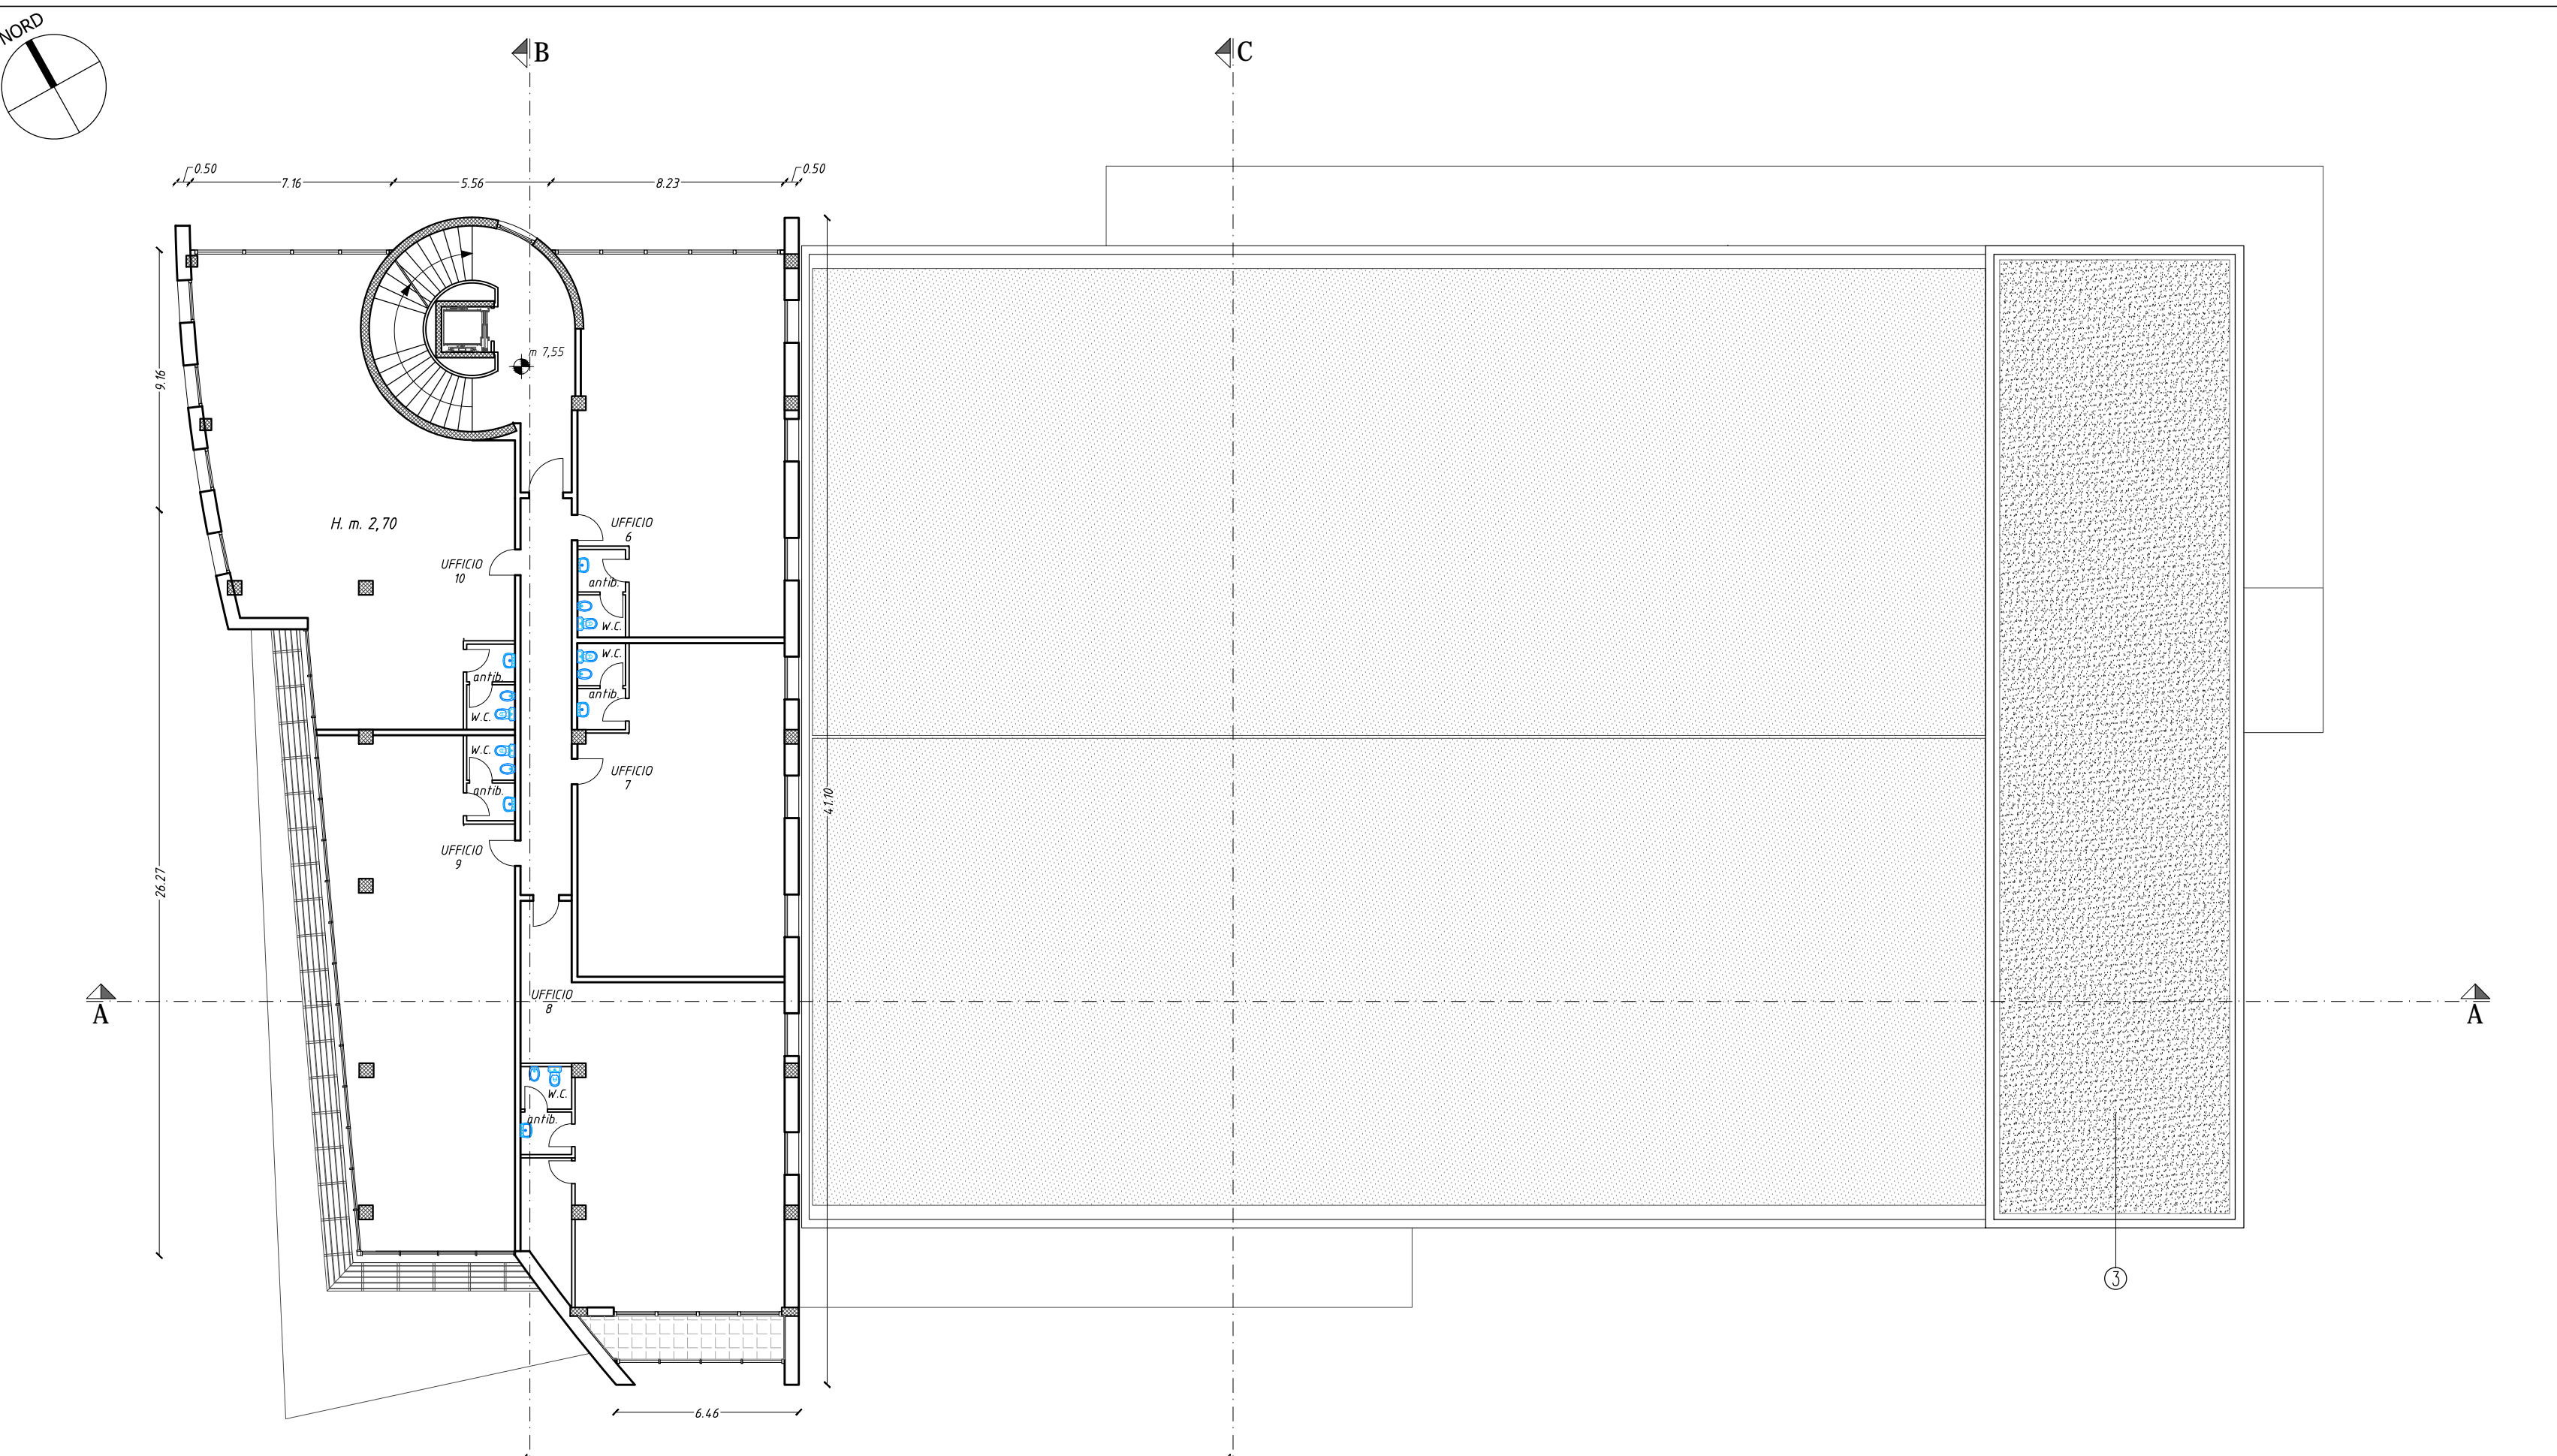 NORD
B
C
0.50
7.16
5.56
8.23
0.50
m 7,55
9.16
H. m. 2,70
UFFICIO
6
UFFICIO
10
antib.
W.C.
W.C.
antib.
antib.
W.C.
W.C.
antib.
UFFICIO
7
41.10
UFFICIO
9
26.27
UFFICIO
8
A
A
W.C.
antib.
3
6.46